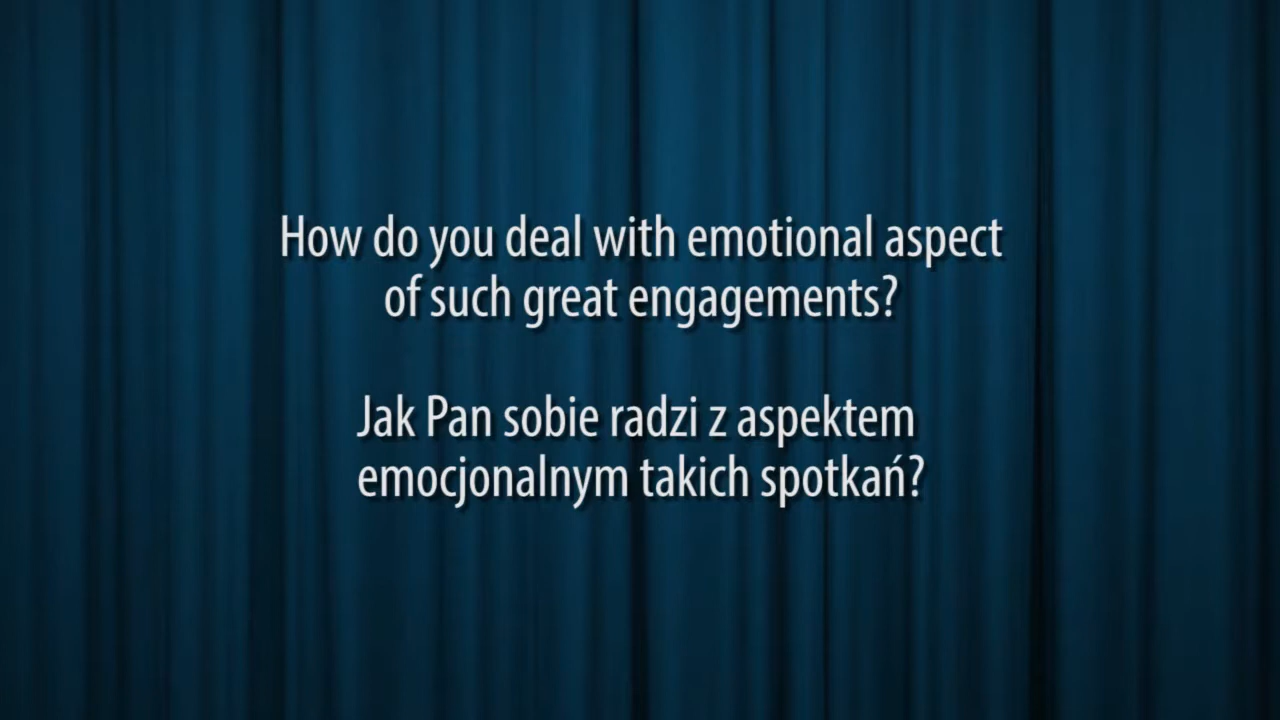 How do you deal with emotional aspect
of such great engagements?
Jak Pan sobie radzi z aspektem
emocjonalnym takich spotkań?